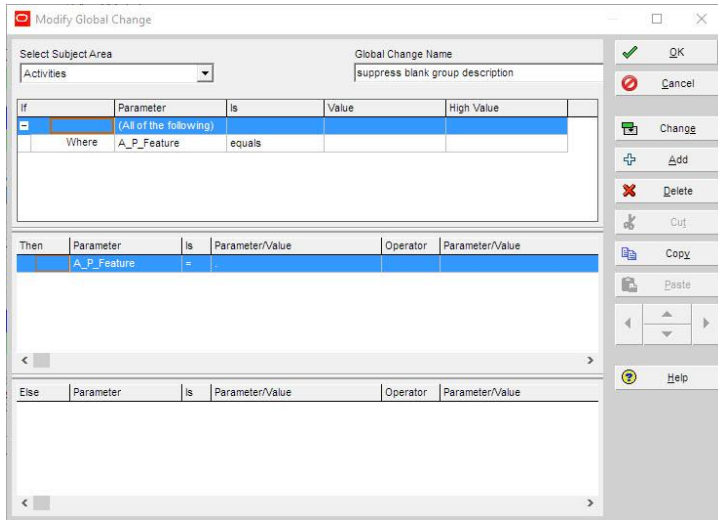 Modify Global Change
Select Subject Area
Global Change Name
Activities
suppress blank group description
OK
Cancel
Change
Add
Delete
Cut
Copy
Paste
Help
If Parameter Is Value High Value
(All of the following)
Where A_P_Feature equals
Then Parameter Is Parameter/Value Operator Parameter/Value
A_P_Feature = .
Else Parameter Is Parameter/Value Operator Parameter/Value